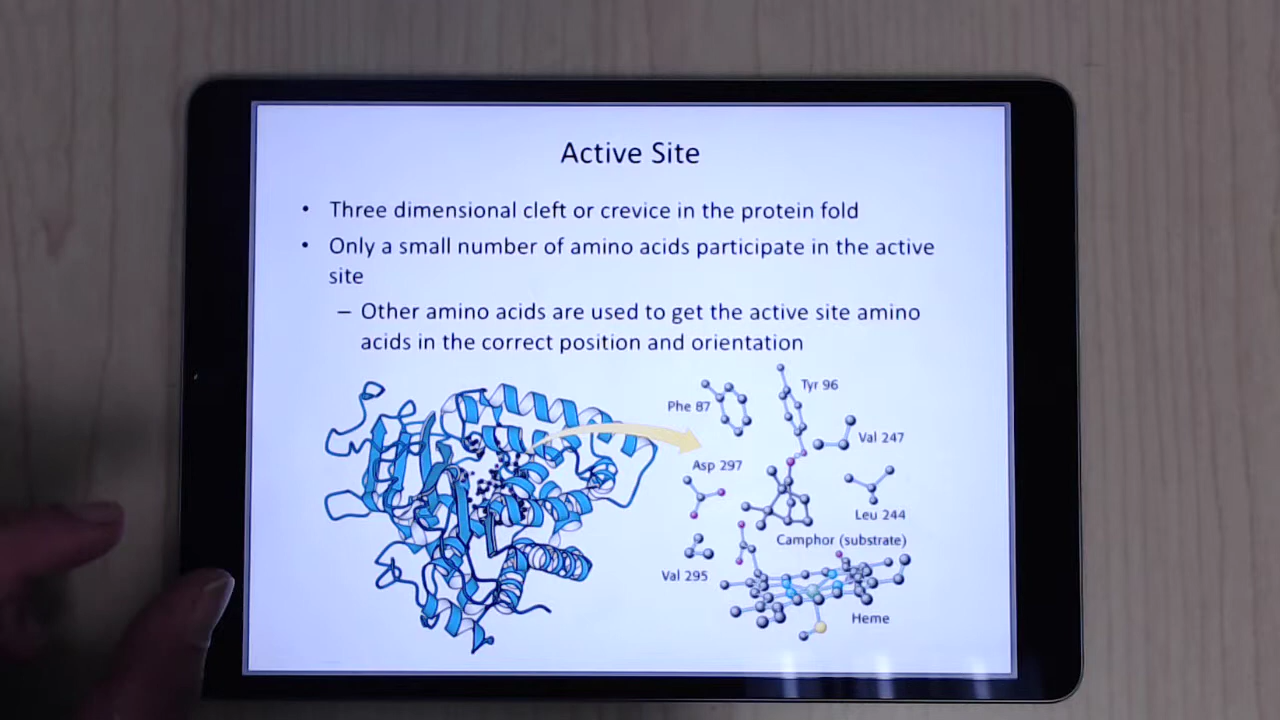 Active Site
• Three dimensional cleft or crevice in the protein fold
• Only a small number of amino acids participate in the active
site
– Other amino acids are used to get the active site amino
acids in the correct position and orientation
Tyr 96
Phe 87
Val 247
Asp 297
Leu 244
Camphor (substrate)
Val 295
Heme